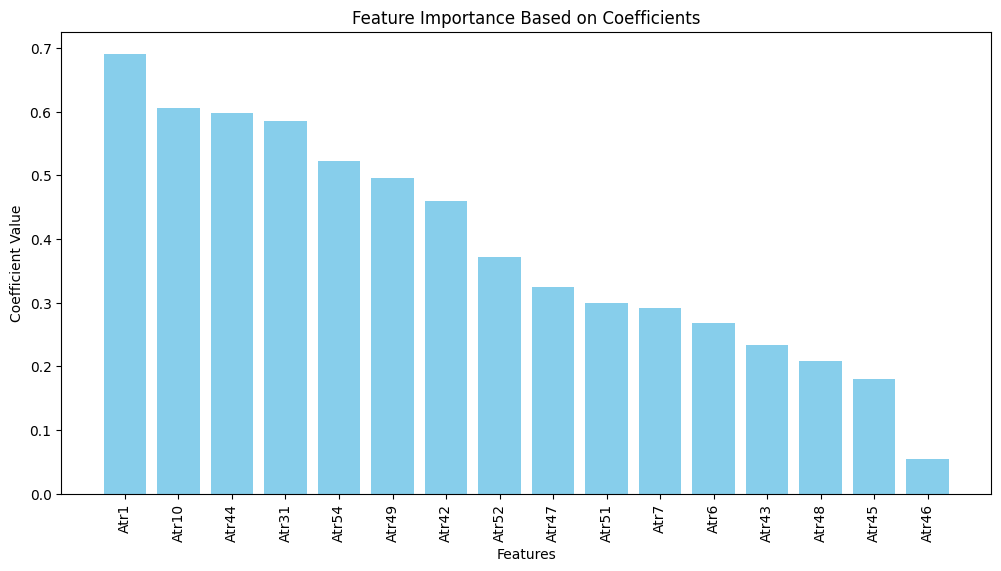 Feature Importance Based on Coefficients
Coefficient Value
0.7
0.6
0.5
0.4
0.3
0.2
0.1
0.0
Atr1
Atr10
Atr44
Atr31
Atr54
Atr49
Atr42
Atr52
Atr47
Atr51
Atr7
Atr6
Atr43
Atr48
Atr45
Atr46
Features